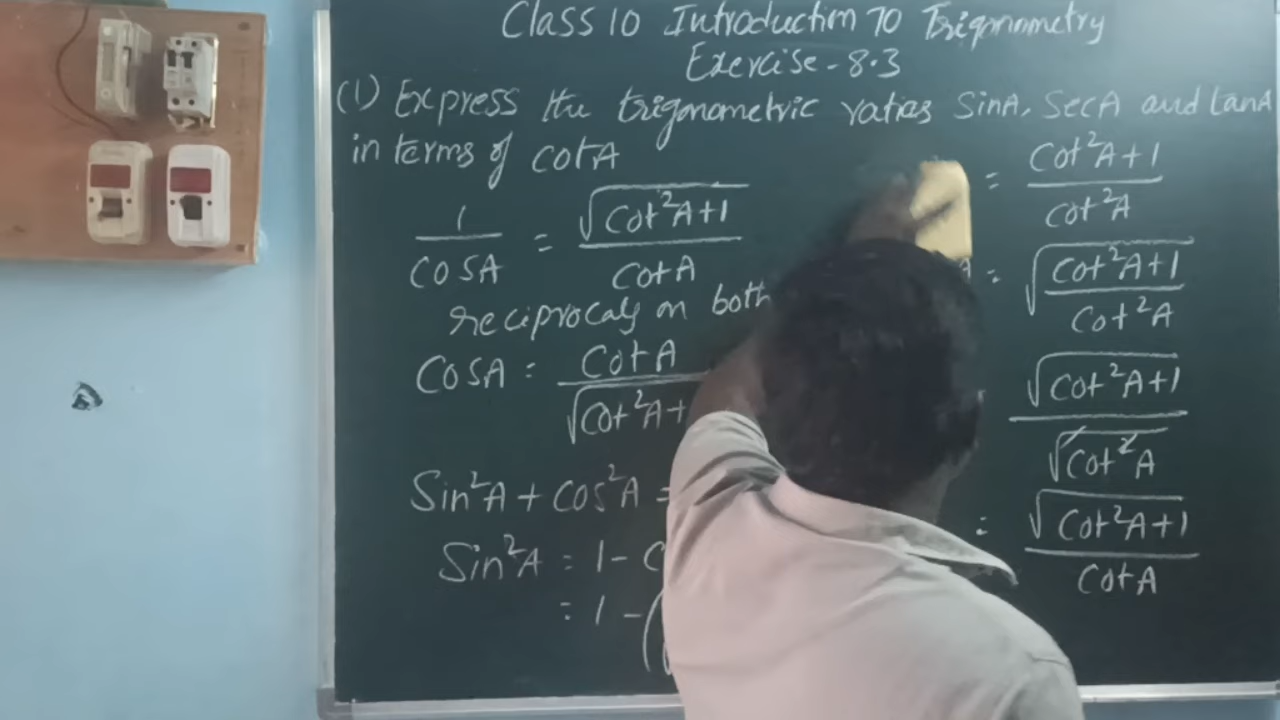 Class 10 Introduction To Trigonometry
Exercise - 8.3
(1) Express the trigonometric ratios SinA, SecA and tanA
in terms of cotA
1/COSA = √(Cot²A+1)/CotA
reciprocals on both
COSA = CotA/√(Cot²A+
Sin²A + COS²A =
Sin²A = 1 - C
= 1 - (
= (Cot²A+1)/(Cot²A)
A = √((Cot²A+1)/(Cot²A))
√(Cot²A+1)/√(Cot²A)
= √(Cot²A+1)/CotA